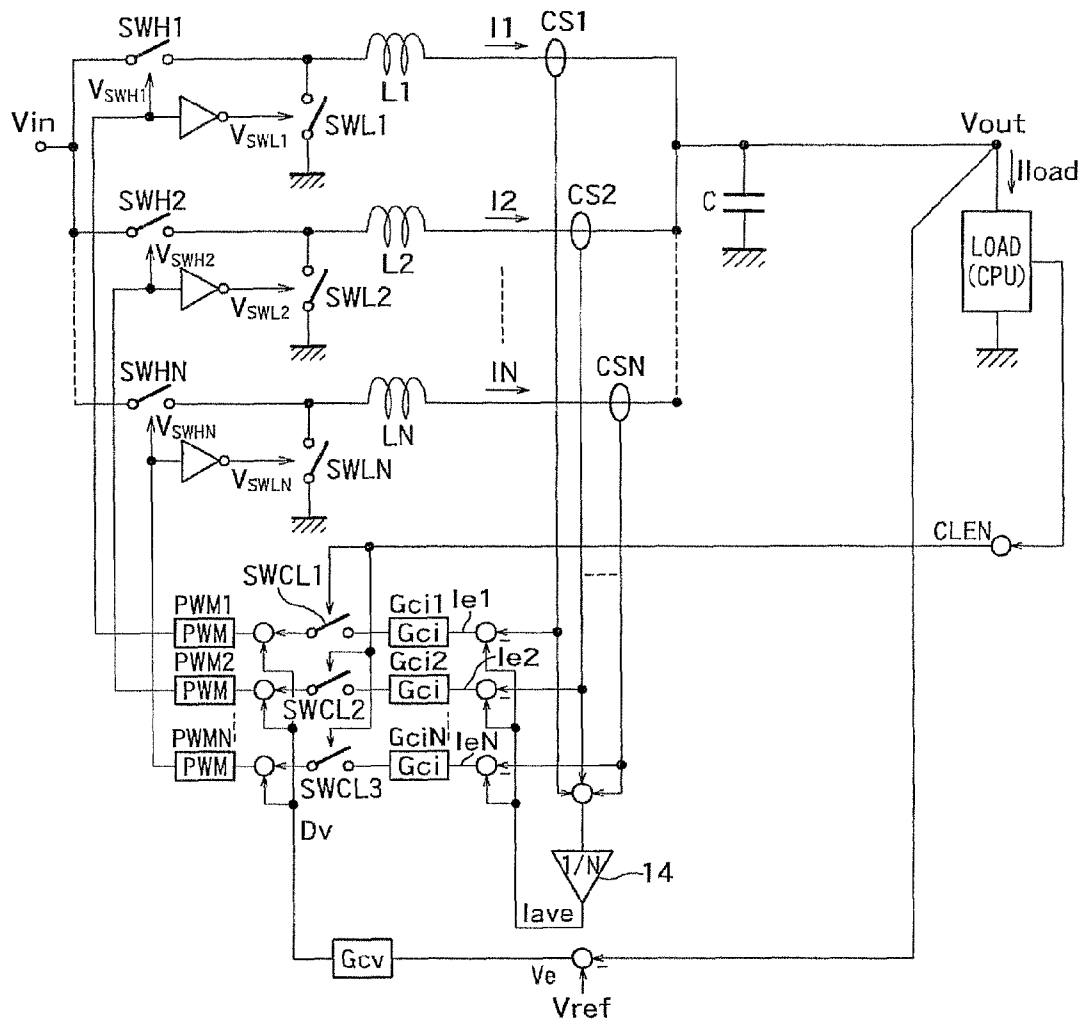 SWH1
I1
CS1
VSWH1
L1
Vin
VSWL1
SWL1
Vout
Iload
SWH2
I2
CS2
C
LOAD
(CPU)
VSWH2
L2
VSWL2
SWL2
SWHN
IN
CSN
VSWHN
LN
VSWLN
SWLN
CLEN
SWCL1
PWM1
Gci1
Ie1
PWM
Gci
PWM2
Gci2
Ie2
PWM
Gci
SWCL2
PWMN
GciN
IeN
PWM
Gci
SWCL3
Dv
1/N
14
Iave
Gcv
Ve
Vref